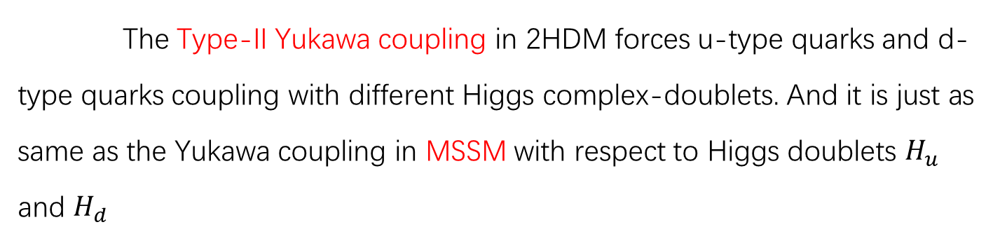 The Type-II Yukawa coupling in 2HDM forces u-type quarks and d-
type quarks coupling with different Higgs complex-doublets. And it is just as
same as the Yukawa coupling in MSSM with respect to Higgs doublets H_u
and H_d